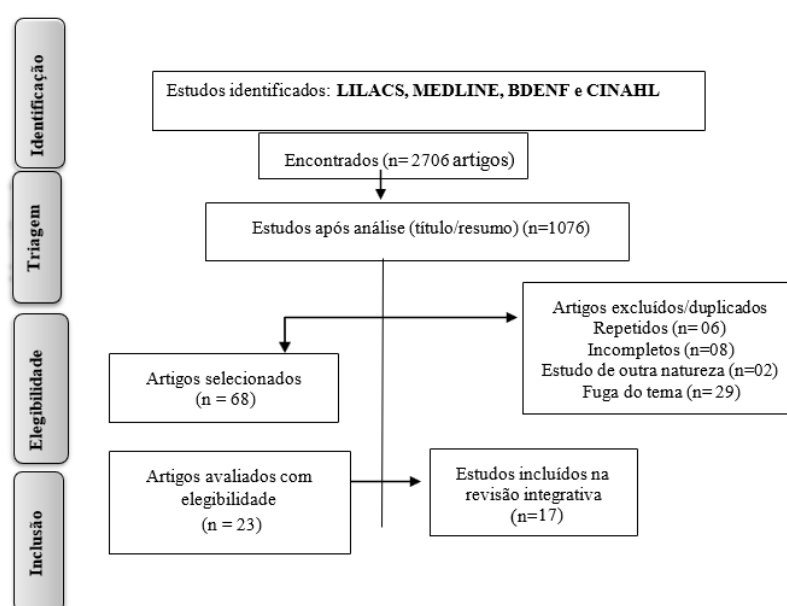 Identificação
Estudos identificados: LILACS, MEDLINE, BDENF e CINAHL
Encontrados (n= 2706 artigos)
Triagem
Estudos após análise (título/resumo) (n=1076)
Elegibilidade
Artigos excluídos/duplicados
Repetidos (n= 06)
Incompletos (n=08)
Estudo de outra natureza (n=02)
Fuga do tema (n= 29)
Artigos selecionados
(n = 68)
Inclusão
Artigos avaliados com
elegibilidade
(n = 23)
Estudos incluídos na
revisão integrativa
(n=17)